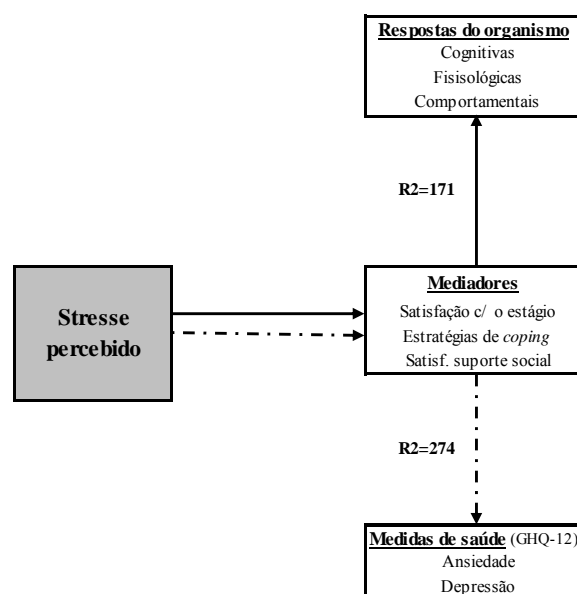 Respostas do organismo
Cognitivas
Fisisológicas
Comportamentais
R2=171
Stresse
percebido
Mediadores
Satisfação c/ o estágio
Estratégias de coping
Satisf. suporte social
R2=274
Medidas de saúde (GHQ-12)
Ansiedade
Depressão